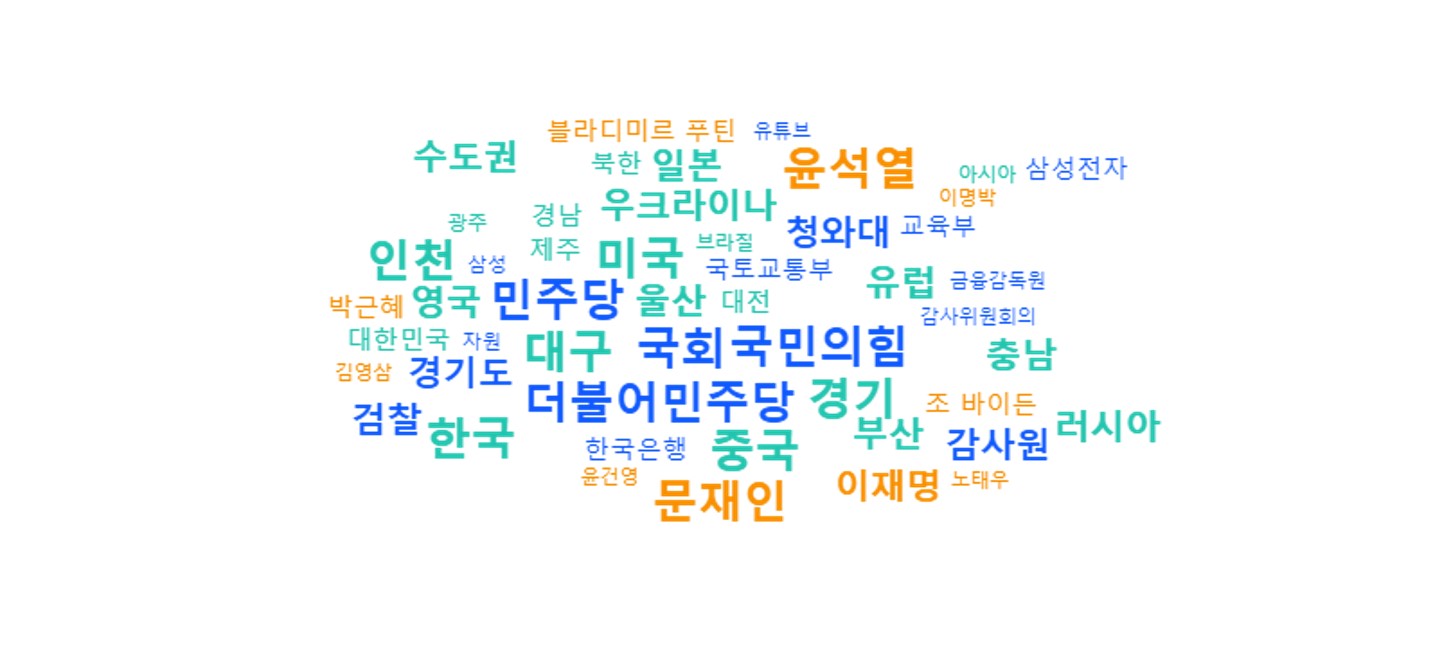 블라디미르 푸틴 유튜브
수도권 북한 일본 윤석열 아시아 삼성전자
이명박
우크라이나
광주 경남 청와대 교육부
인천 삼성 제주 미국 브라질 국토교통부 유럽 금융감독원
박근혜 영국 민주당 울산 대전 감사위원회의
대한민국 자원 대구 국회 국민의힘 충남
김영삼 경기도
더불어민주당 경기 조 바이든
검찰 한국 한국은행 중국 부산 감사원 러시아
윤건영 문재인 이재명 노태우